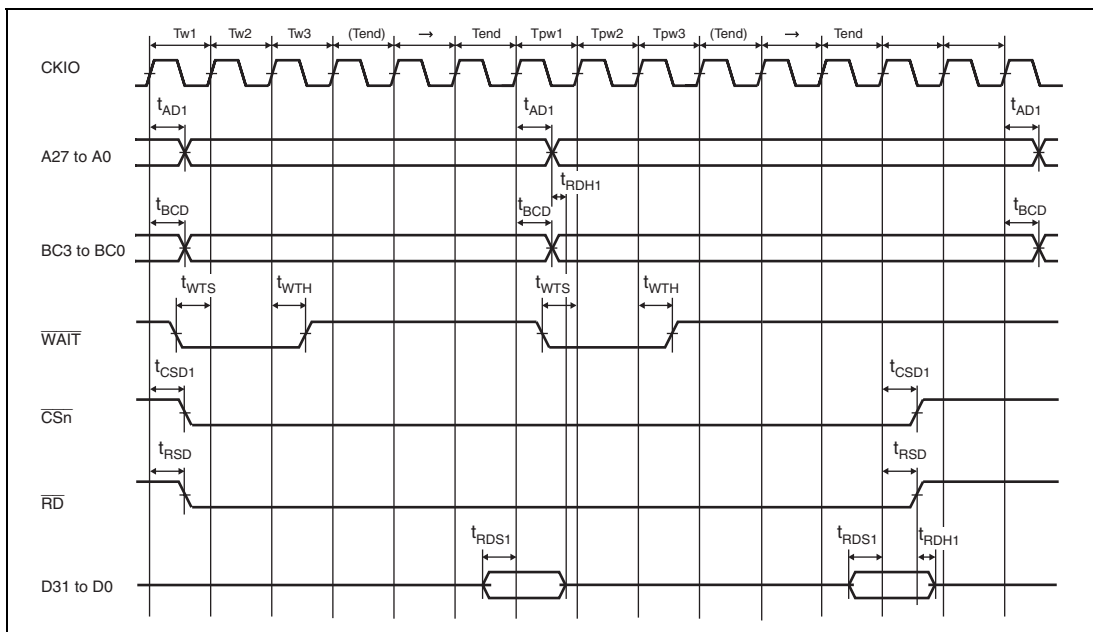 Tw1 Tw2 Tw3 (Tend) → Tend Tpw1 Tpw2 Tpw3 (Tend) → Tend
CKIO
tAD1 tAD1 tAD1
A27 to A0
tRDH1
tBCD tBCD tBCD
BC3 to BC0
tWTS tWTH tWTS tWTH
WAIT
tCSD1 tCSD1
CSn
tRSD tRSD
RD
tRDS1 tRDS1 tRDH1
D31 to D0